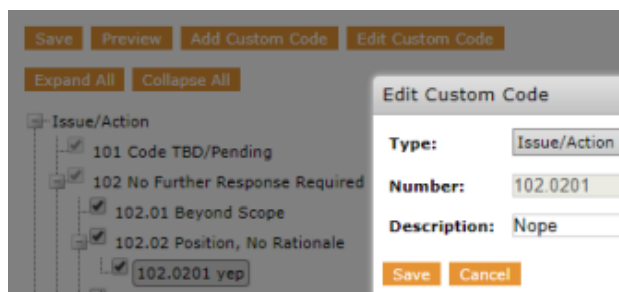 Save Preview Add Custom Code Edit Custom Code
Expand All Collapse All
Issue/Action
101 Code TBD/Pending
102 No Further Response Required
102.01 Beyond Scope
102.02 Position, No Rationale
102.0201 yep
Edit Custom Code
Type: Issue/Action
Number: 102.0201
Description: Nope
Save Cancel